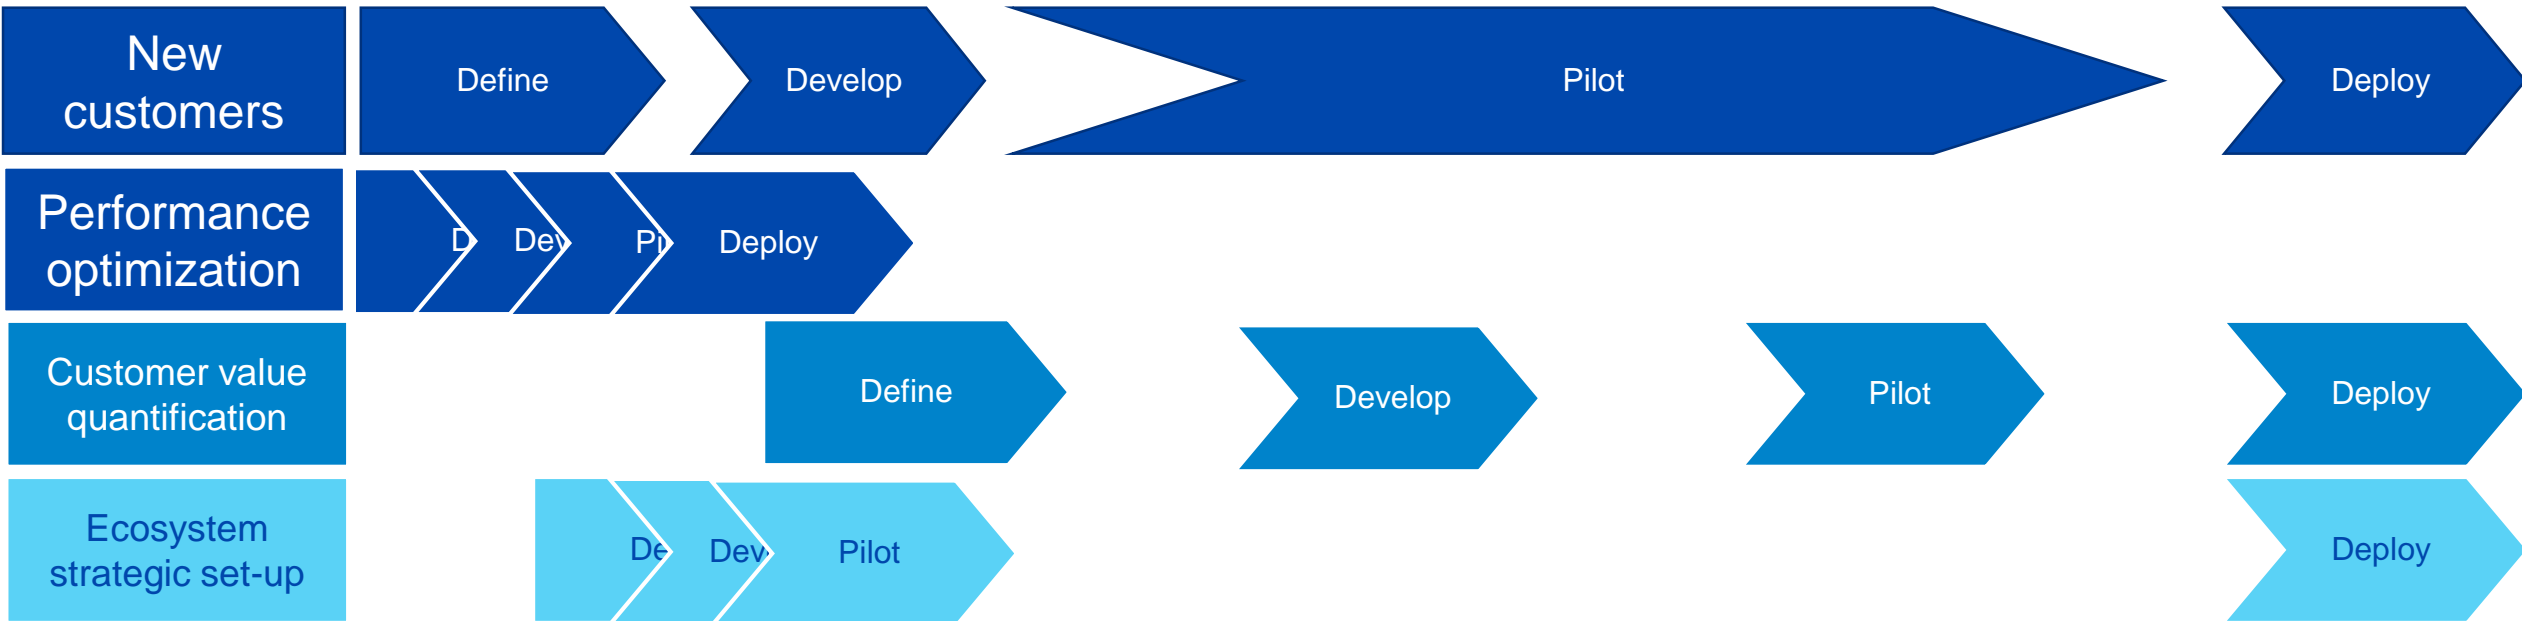 New
customers
Define
Develop
Pilot
Deploy
Performance
optimization
D
Dev
Deploy
Customer value
quantification
Define
Develop
Pilot
Deploy
Ecosystem
strategic set-up
De
Dev
Pilot
Deploy